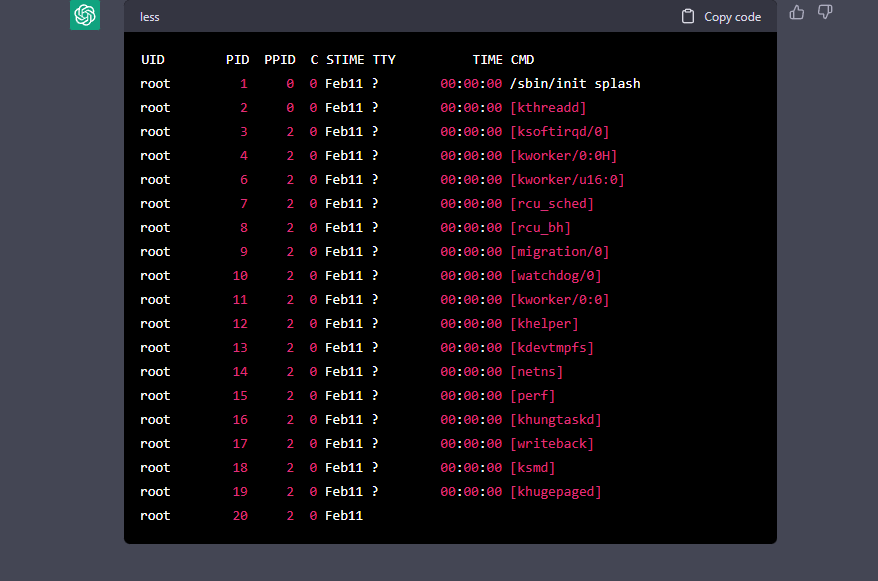 less Copy code
UID PID PPID C STIME TTY TIME CMD
root 1 0 0 Feb11 ? 00:00:00 /sbin/init splash
root 2 0 0 Feb11 ? 00:00:00 [kthreadd]
root 3 2 0 Feb11 ? 00:00:00 [ksoftirqd/0]
root 4 2 0 Feb11 ? 00:00:00 [kworker/0:0H]
root 6 2 0 Feb11 ? 00:00:00 [kworker/u16:0]
root 7 2 0 Feb11 ? 00:00:00 [rcu_sched]
root 8 2 0 Feb11 ? 00:00:00 [rcu_bh]
root 9 2 0 Feb11 ? 00:00:00 [migration/0]
root 10 2 0 Feb11 ? 00:00:00 [watchdog/0]
root 11 2 0 Feb11 ? 00:00:00 [kworker/0:0]
root 12 2 0 Feb11 ? 00:00:00 [khelper]
root 13 2 0 Feb11 ? 00:00:00 [kdevtmpfs]
root 14 2 0 Feb11 ? 00:00:00 [netns]
root 15 2 0 Feb11 ? 00:00:00 [perf]
root 16 2 0 Feb11 ? 00:00:00 [khungtaskd]
root 17 2 0 Feb11 ? 00:00:00 [writeback]
root 18 2 0 Feb11 ? 00:00:00 [ksmd]
root 19 2 0 Feb11 ? 00:00:00 [khugepaged]
root 20 2 0 Feb11